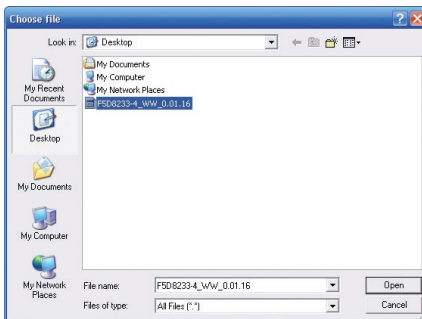 Choose file
Look in:
Desktop
My Recent
Documents
Desktop
My Documents
My Computer
My Network
Places
My Documents
My Computer
My Network Places
F5D8233-4_WW_0.01.16
File name:
F5D8233-4_WW_0.01.16
Open
Files of type:
All Files (*.*)
Cancel